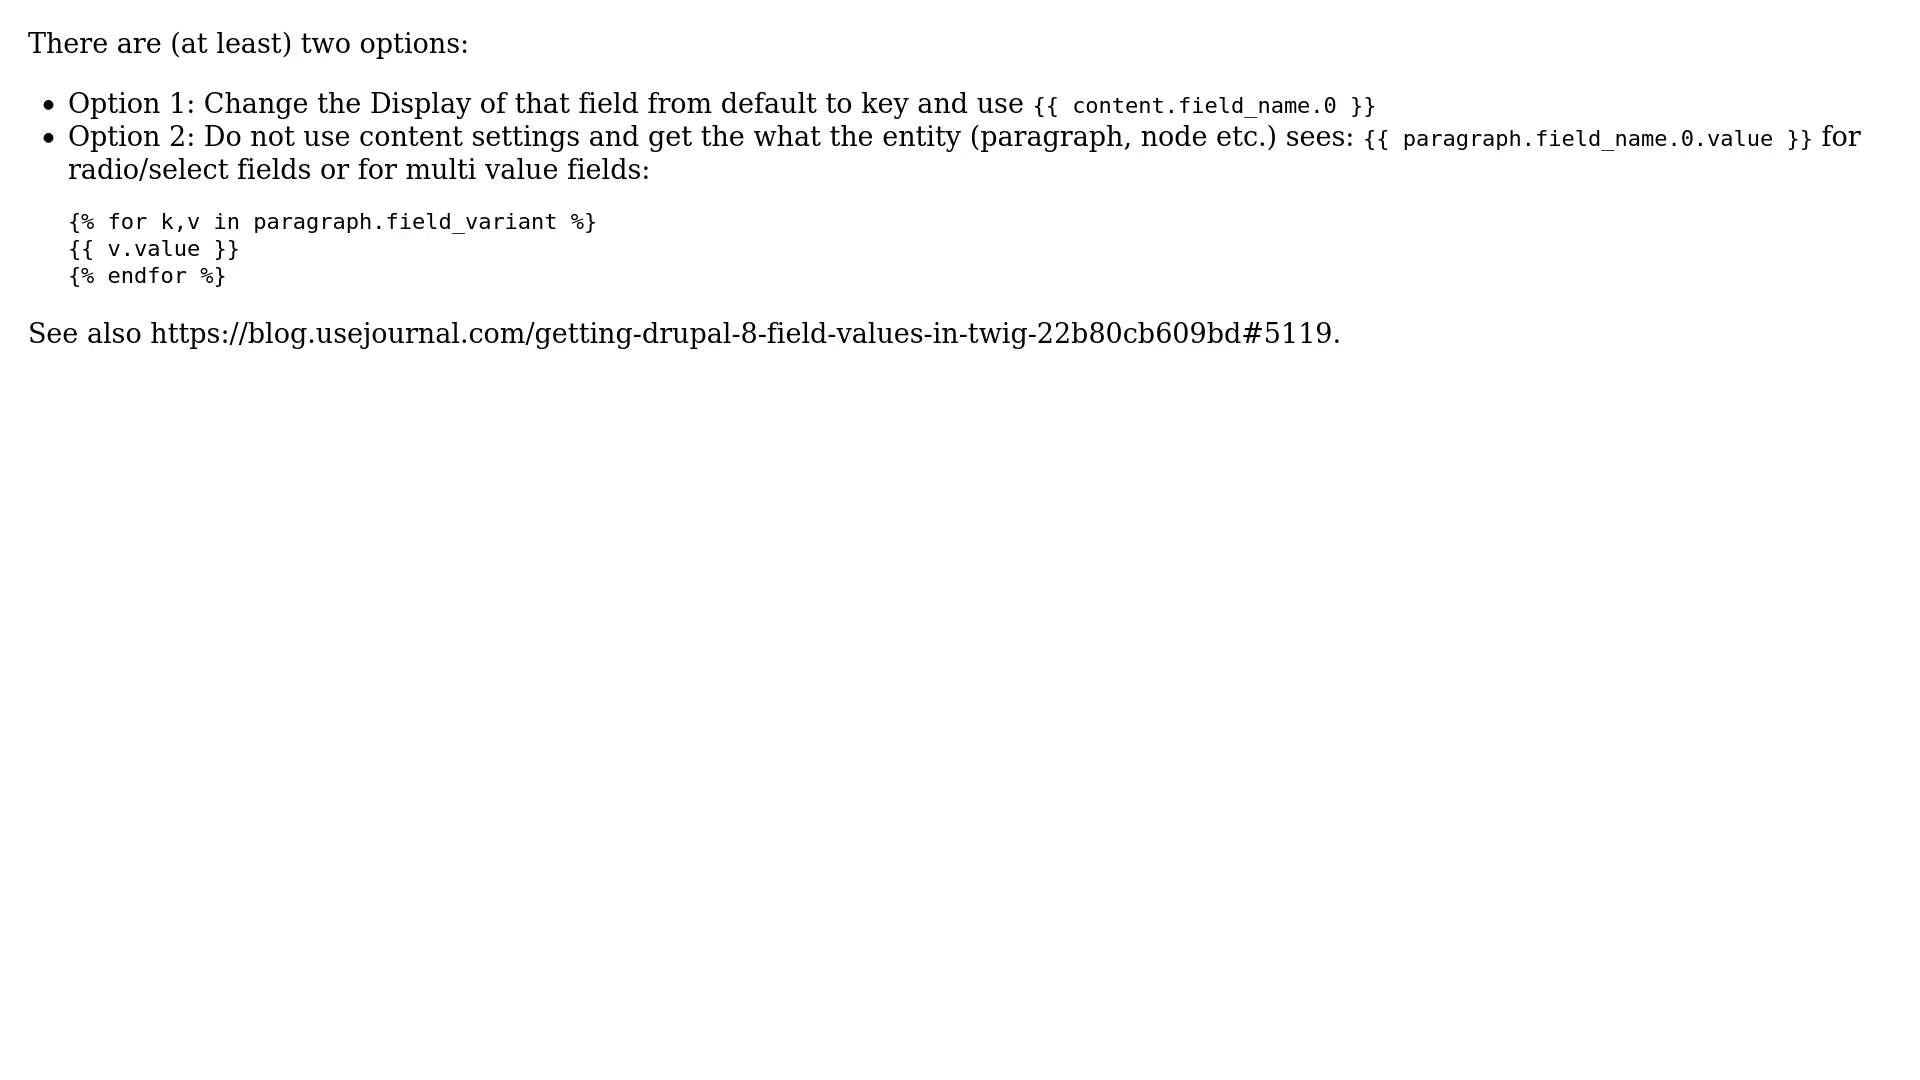 There are (at least) two options:
• Option 1: Change the Display of that field from default to key and use {{ content.field_name.0 }}
• Option 2: Do not use content settings and get the what the entity (paragraph, node etc.) sees: {{ paragraph.field_name.0.value }} for
radio/select fields or for multi value fields:
{% for k,v in paragraph.field_variant %}
{{ v.value }}
{% endfor %}
See also https://blog.usejournal.com/getting-drupal-8-field-values-in-twig-22b80cb609bd#5119.